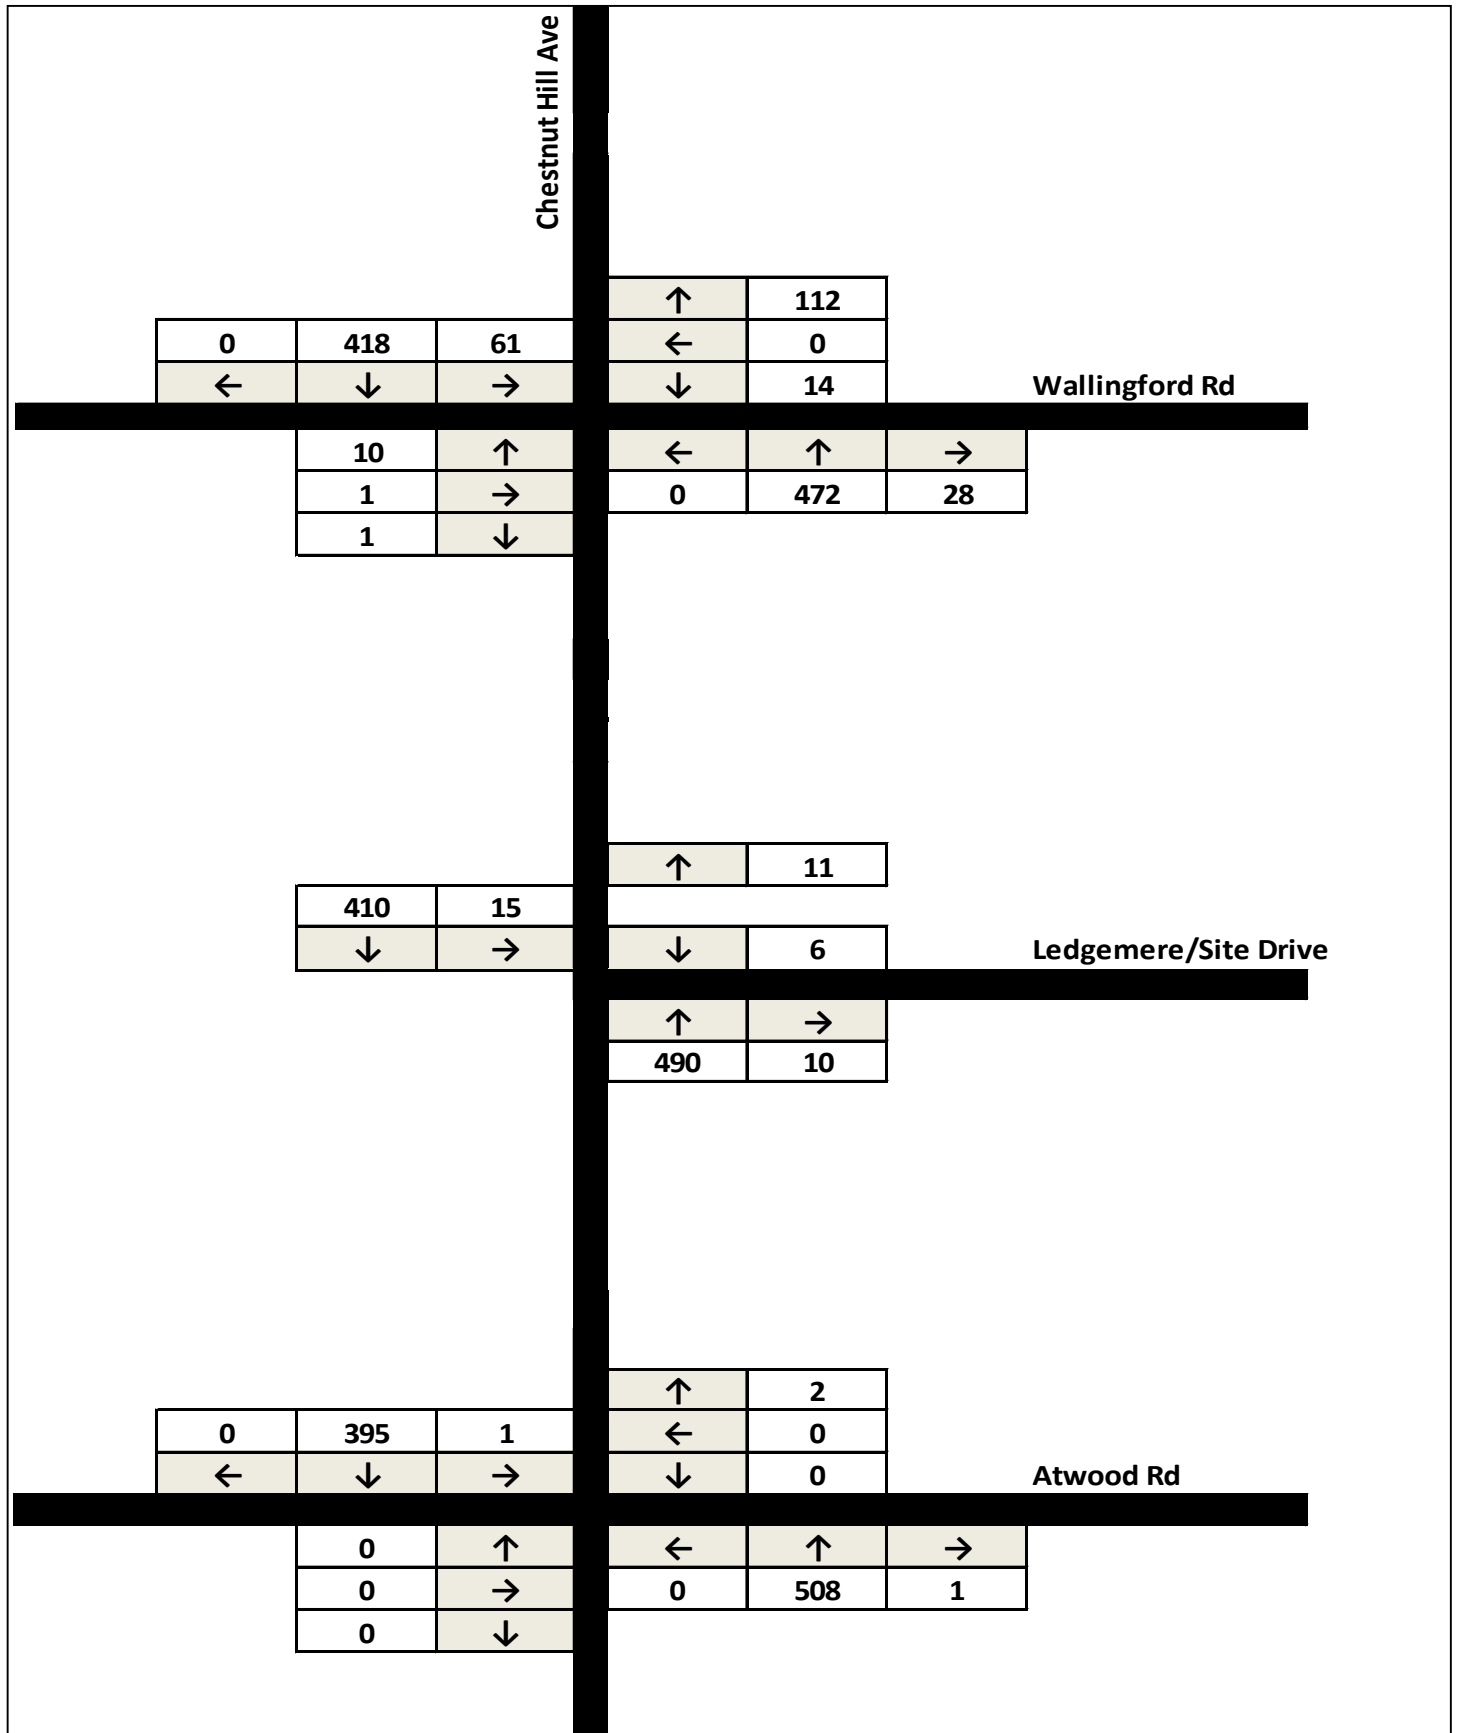 Chestnut Hill Ave
↑ 112
0 418 61 ← 0
← ↓ → ↓ 14 Wallingford Rd
10 ↑ ← ↑ →
1 → 0 472 28
1 ↓
↑ 11
410 15
↓ → ↓ 6 Ledgemere/Site Drive
↑ →
490 10
↑ 2
0 395 1 ← 0
← ↓ → ↓ 0 Atwood Rd
0 ↑ ← ↑ →
0 → 0 508 1
0 ↓